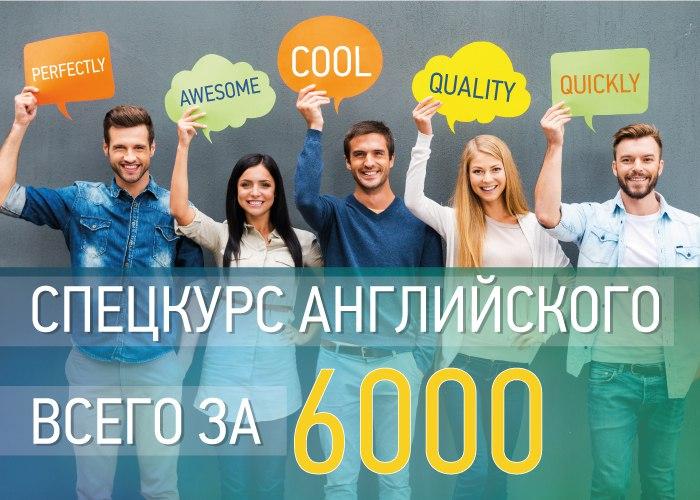 PERFECTLY
AWESOME
COOL
QUALITY
QUICKLY
СПЕЦКУРС АНГЛИЙСКОГО
ВСЕГО ЗА 6000